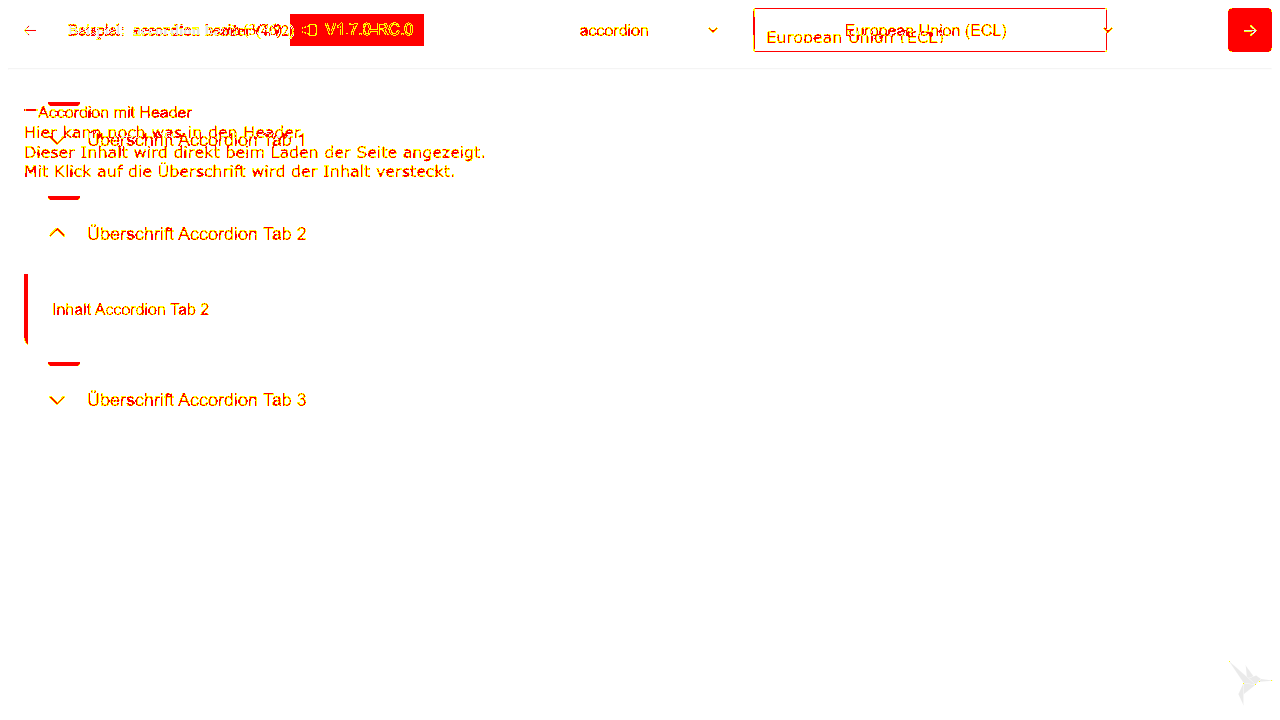 Beispiel: accordion V1.7.0-RC.0 accordion European Union (ECL)
European Union (ECL)
Accordion mit Header
Hier kann noch was in den Header.
Überschrift Accordion Tab 1
Dieser Inhalt wird direkt beim Laden der Seite angezeigt.
Mit Klick auf die Überschrift wird der Inhalt versteckt.
Überschrift Accordion Tab 2
Inhalt Accordion Tab 2
Überschrift Accordion Tab 3